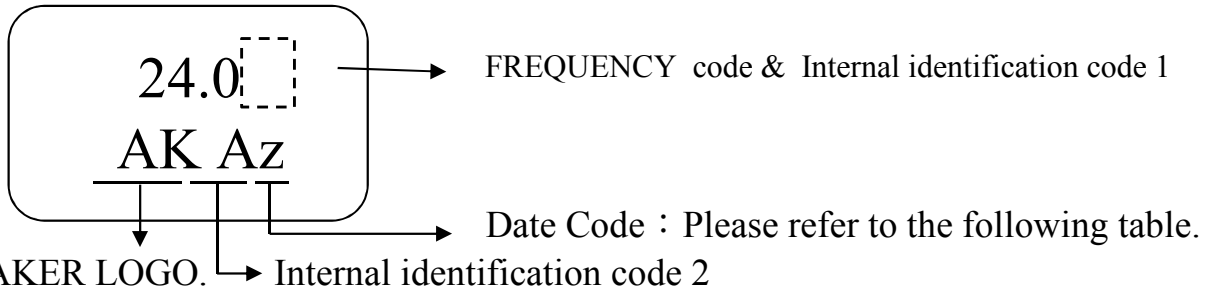 24.0
FREQUENCY code & Internal identification code 1
AK Az
Date Code：Please refer to the following table.
AKER LOGO.
Internal identification code 2